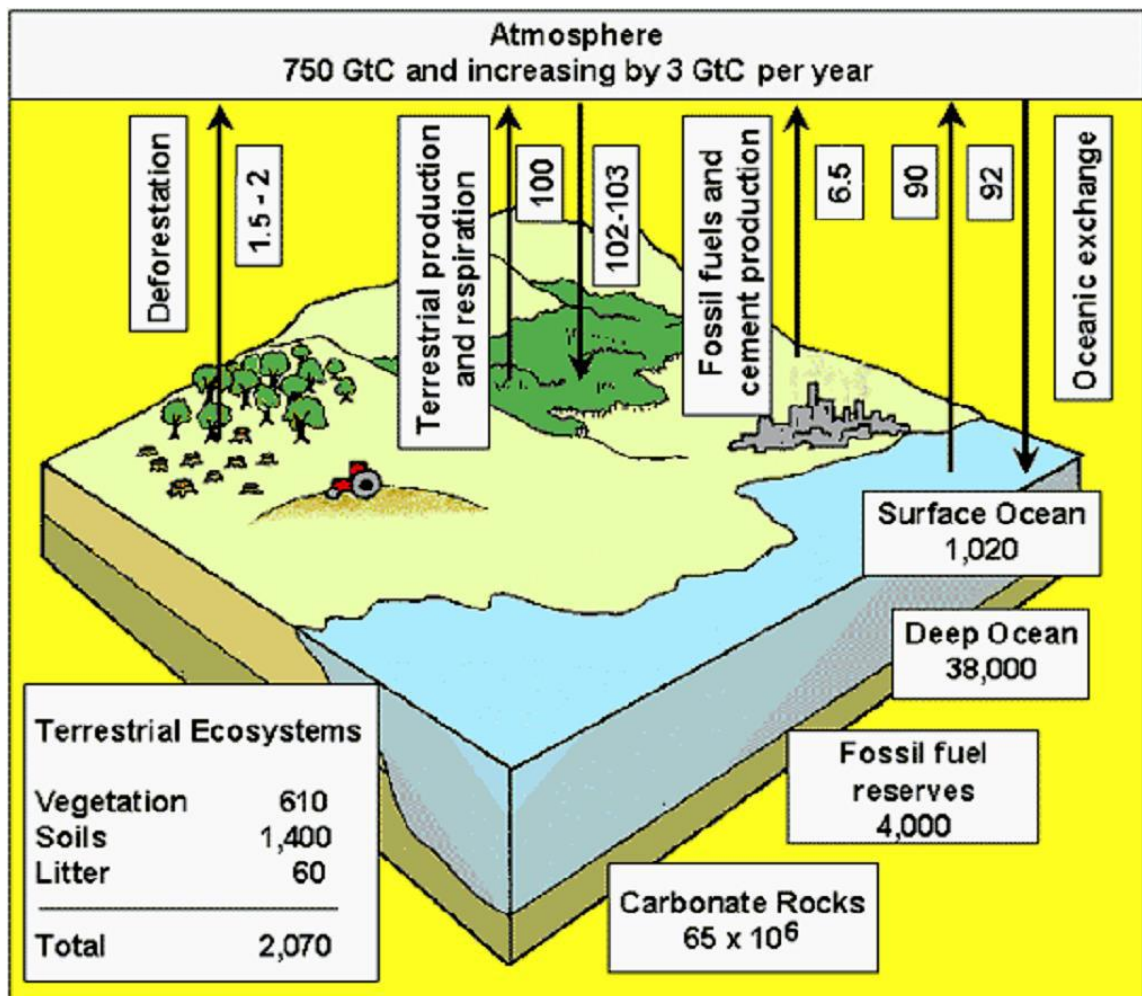 Atmosphere
750 GtC and increasing by 3 GtC per year
Deforestation
1.5 - 2
Terrestrial production
and respiration
100
102-103
Fossil fuels and
cement production
6.5
90
92
Oceanic exchange
Surface Ocean
1,020
Deep Ocean
38,000
Fossil fuel
reserves
4,000
Carbonate Rocks
65 x 10⁶
Terrestrial Ecosystems
Vegetation 610
Soils 1,400
Litter 60
Total 2,070